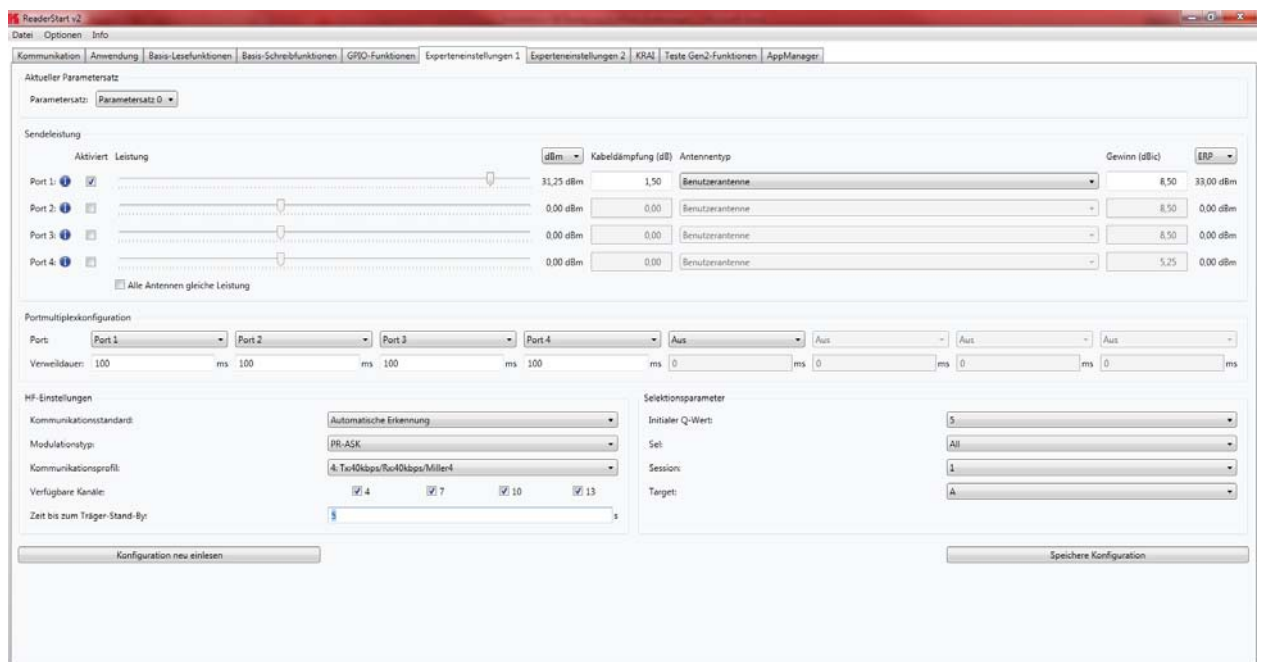 ReaderStart v2
Datei Optionen Info
Kommunikation Anwendung Basis-Lesefunktionen Basis-Schreibfunktionen GPIO-Funktionen Experteneinstellungen 1 Experteneinstellungen 2 KRAI Teste Gen2-Funktionen AppManager
Aktueller Parametersatz
Parametersatz: Parametersatz 0
Sendeleistung
Aktiviert Leistung dBm Kabeldämpfung (dB) Antennentyp Gewinn (dBic) ERP
Port 1: 31,25 dBm 1,50 Benutzerantenne 8,50 33,00 dBm
Port 2: 0,00 dBm 0,00 Benutzerantenne 8,50 0,00 dBm
Port 3: 0,00 dBm 0,00 Benutzerantenne 8,50 0,00 dBm
Port 4: 0,00 dBm 0,00 Benutzerantenne 5,25 0,00 dBm
Alle Antennen gleiche Leistung
Portmultiplexkonfiguration
Port: Port 1 Port 2 Port 3 Port 4 Aus Aus Aus Aus
Verweildauer: 100 ms 100 ms 100 ms 100 ms 0 ms 0 ms 0 ms 0 ms
HF-Einstellungen Selektionsparameter
Kommunikationsstandard: Automatische Erkennung Initialer Q-Wert: 5
Modulationstyp: PR-ASK Sel: All
Kommunikationsprofil: 4: Tx40kbps/Rx40kbps/Miller4 Session: 1
Verfügbare Kanäle: 4 7 10 13 Target: A
Zeit bis zum Träger-Stand-By: 5 s
Konfiguration neu einlesen Speichere Konfiguration